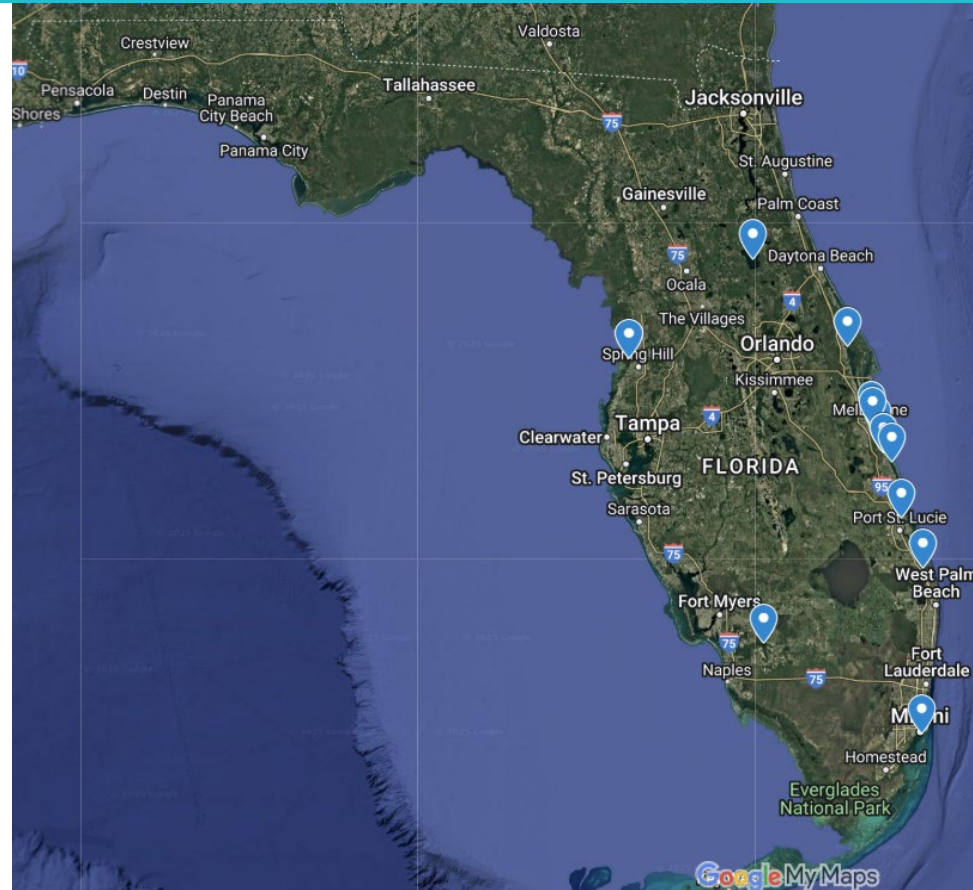 Valdosta
Crestview
10
Pensacola
Destin
Shores
Panama
City Beach
Panama City
Tallahassee
75
Jacksonville
St. Augustine
Gainesville
Palm Coast
75
Daytona Beach
Ocala
4
The Villages
Orlando
Spring Hill
Kissimmee
4
Tampa
Clearwater
FLORIDA
St. Petersburg
95
Sarasota
Port St. Lucie
75
West Palm
Beach
Fort Myers
75
Naples
75
Fort
Lauderdale
Homestead
Everglades
National Park
Google My Maps